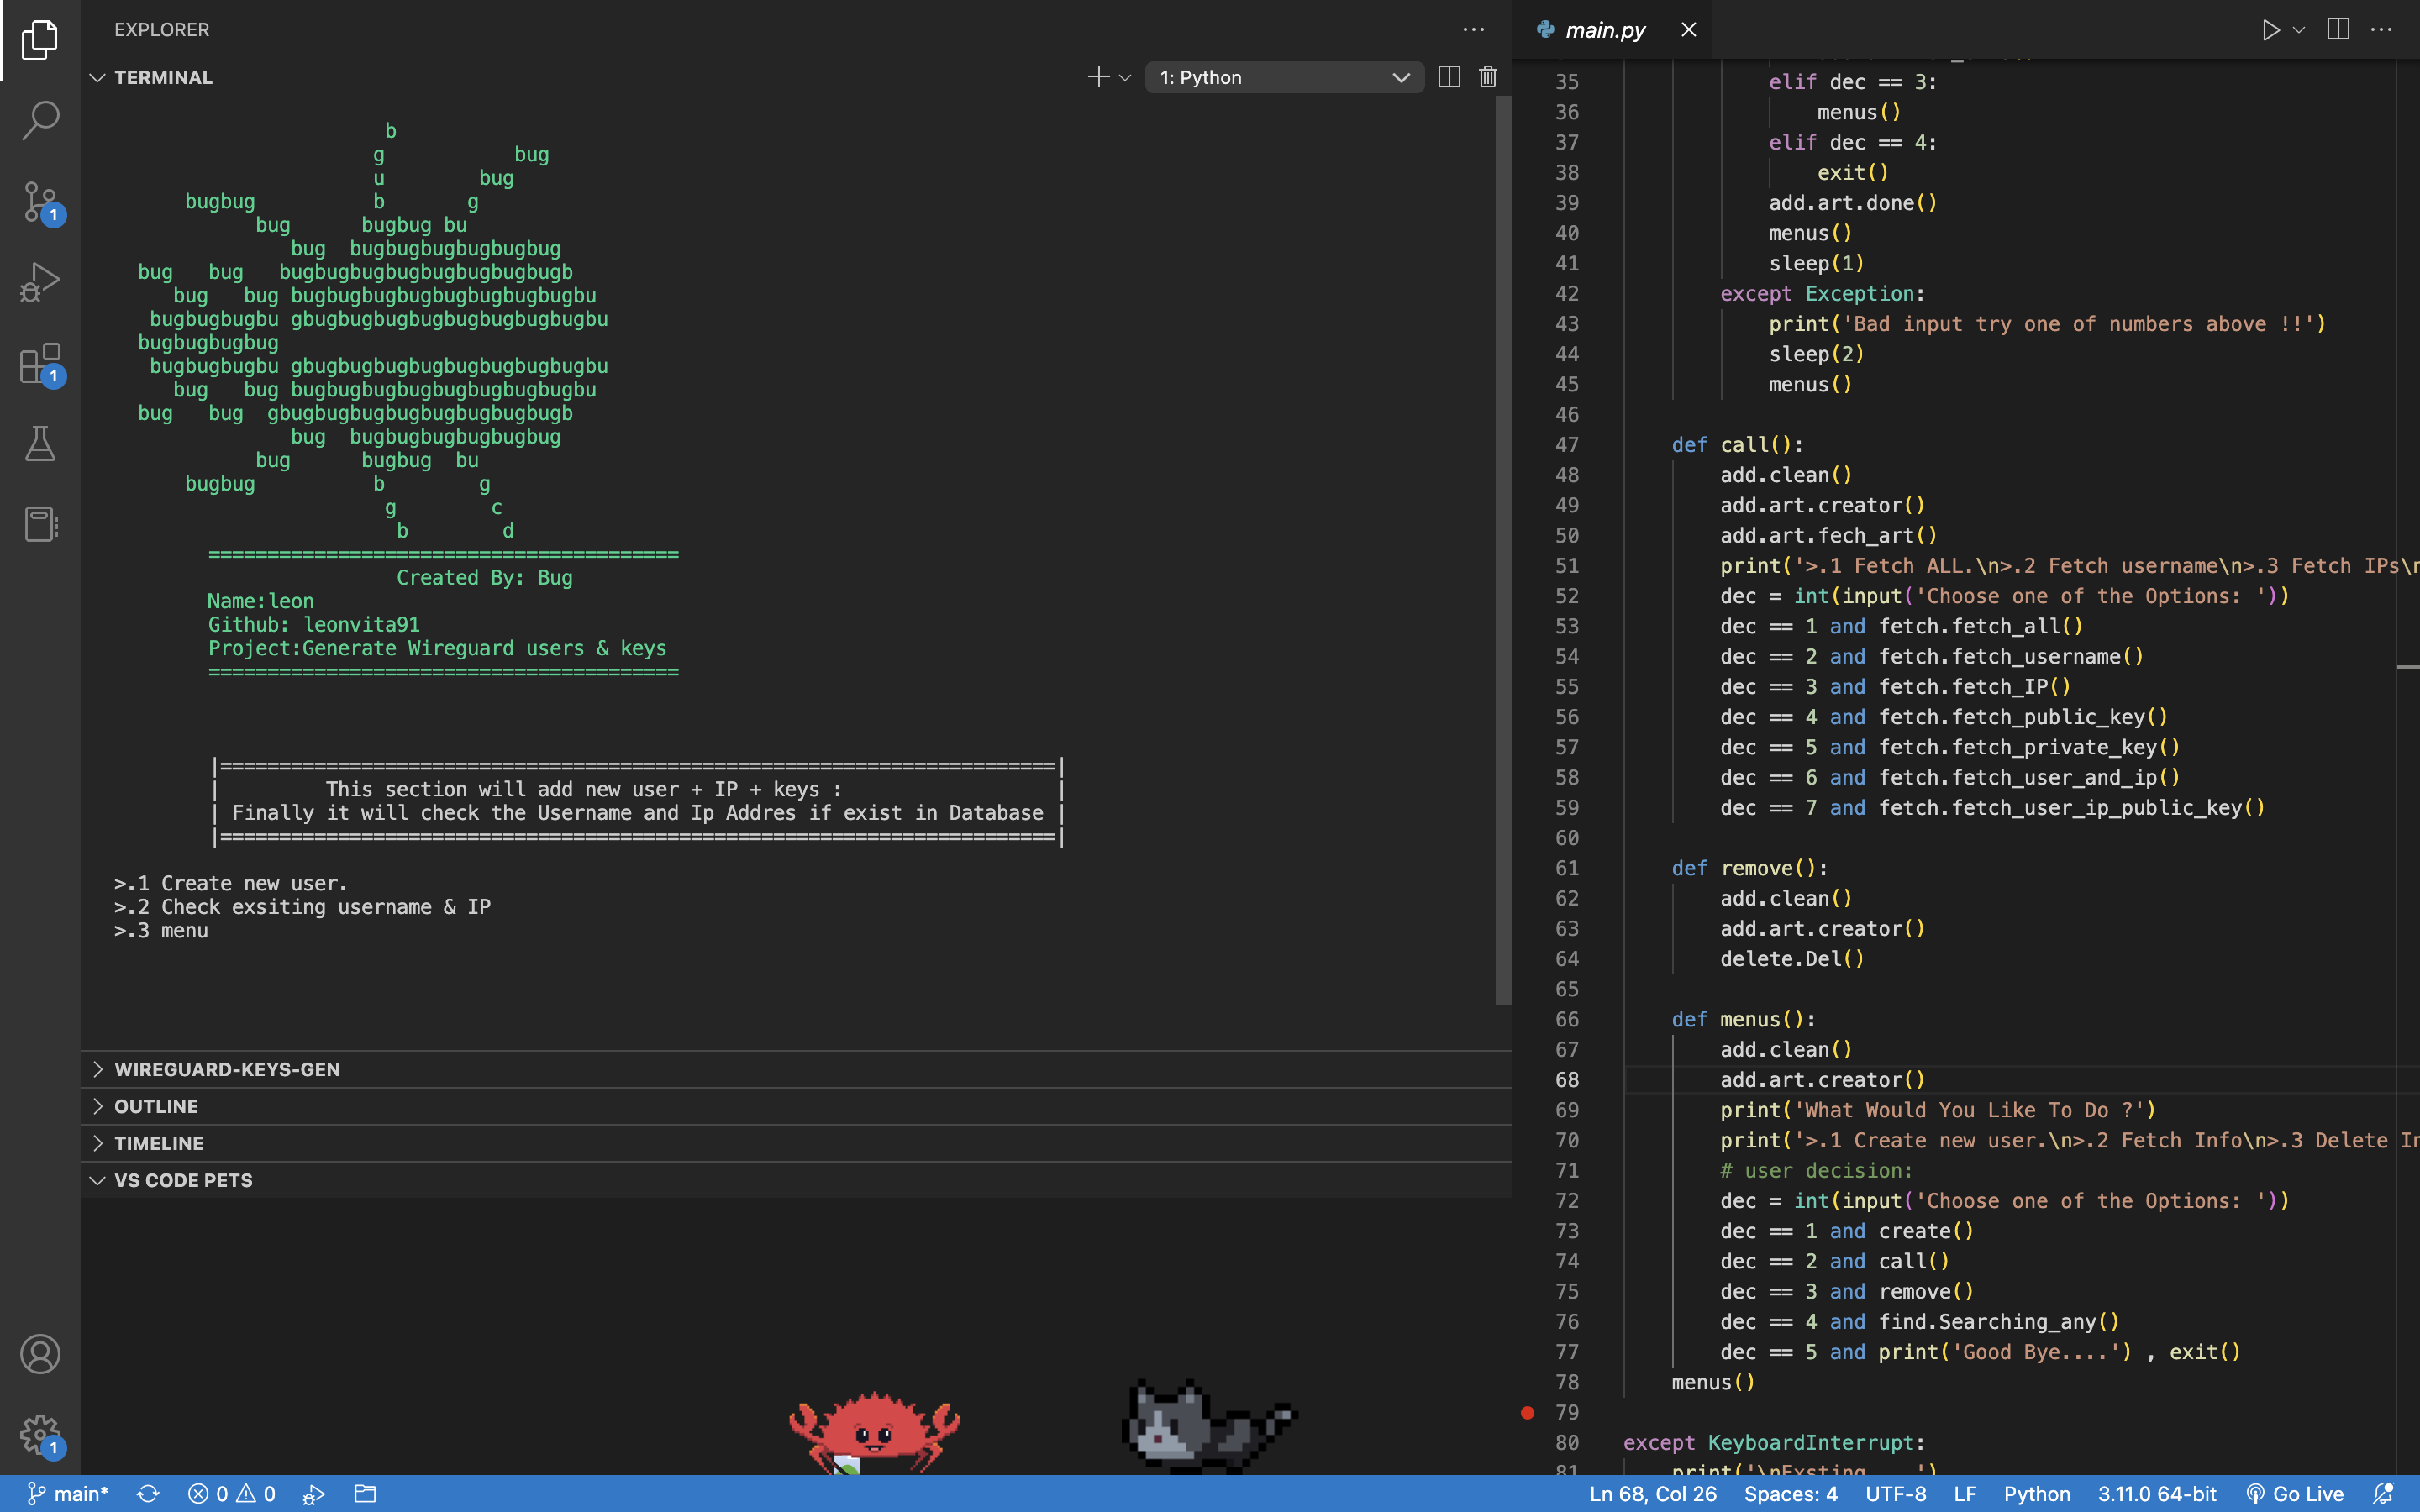 EXPLORER
TERMINAL
1: Python
b
g bug
u bug
bugbug b g
bug bugbug bu
bug bugbugbugbugbugbug
bug bug bugbugbugbugbugbugbugbugb
bug bug bugbugbugbugbugbugbugbugbu
bugbugbugbu gbugbugbugbugbugbugbugbugbu
bugbugbugbug
bugbugbugbu gbugbugbugbugbugbugbugbugbu
bug bug bugbugbugbugbugbugbugbugbu
bug bug gbugbugbugbugbugbugbugbugb
bug bugbugbugbugbugbug
bug bugbug bu
bugbug b g
g c
b d
========================================
Created By: Bug
Name:leon
Github: leonvita91
Project:Generate Wireguard users & keys
========================================
|=======================================================================|
| This section will add new user + IP + keys : |
| Finally it will check the Username and Ip Addres if exist in Database |
|=======================================================================|
>.1 Create new user.
>.2 Check exsiting username & IP
>.3 menu
WIREGUARD-KEYS-GEN
OUTLINE
TIMELINE
VS CODE PETS
main.py
35 elif dec == 3:
36 menus()
37 elif dec == 4:
38 exit()
39 add.art.done()
40 menus()
41 sleep(1)
42 except Exception:
43 print('Bad input try one of numbers above !!')
44 sleep(2)
45 menus()
46
47 def call():
48 add.clean()
49 add.art.creator()
50 add.art.fech_art()
51 print('>.1 Fetch ALL.\n>.2 Fetch username\n>.3 Fetch IPs\n
52 dec = int(input('Choose one of the Options: '))
53 dec == 1 and fetch.fetch_all()
54 dec == 2 and fetch.fetch_username()
55 dec == 3 and fetch.fetch_IP()
56 dec == 4 and fetch.fetch_public_key()
57 dec == 5 and fetch.fetch_private_key()
58 dec == 6 and fetch.fetch_user_and_ip()
59 dec == 7 and fetch.fetch_user_ip_public_key()
60
61 def remove():
62 add.clean()
63 add.art.creator()
64 delete.Del()
65
66 def menus():
67 add.clean()
68 add.art.creator()
69 print('What Would You Like To Do ?')
70 print('>.1 Create new user.\n>.2 Fetch Info\n>.3 Delete In
71 # user decision:
72 dec = int(input('Choose one of the Options: '))
73 dec == 1 and create()
74 dec == 2 and call()
75 dec == 3 and remove()
76 dec == 4 and find.Searching_any()
77 dec == 5 and print('Good Bye....') , exit()
78 menus()
79
80 except KeyboardInterrupt:
81 print('\nExsting....')
1
1
1
main* 0 0 Ln 68, Col 26 Spaces: 4 UTF-8 LF Python 3.11.0 64-bit Go Live